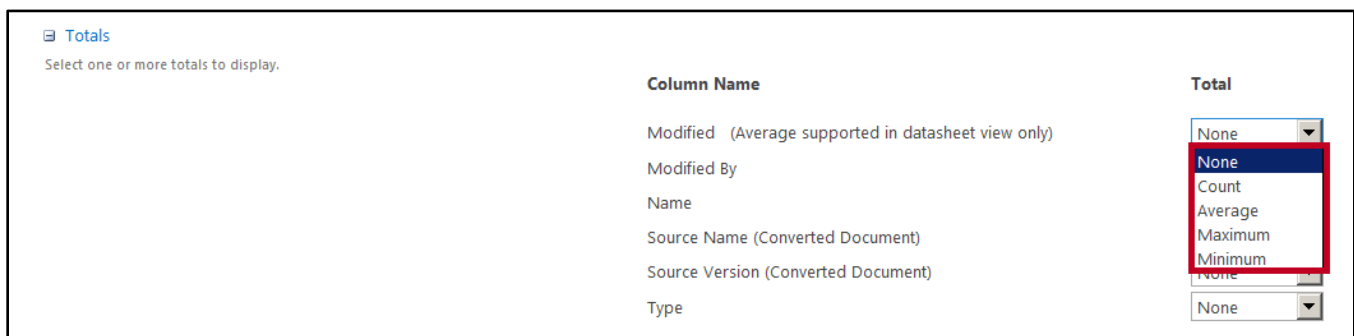 Totals
Select one or more totals to display.
Column Name Total
Modified (Average supported in datasheet view only) None
None
Modified By
Count
Name
Average
Source Name (Converted Document)
Maximum
Minimum
Source Version (Converted Document) None
Type None